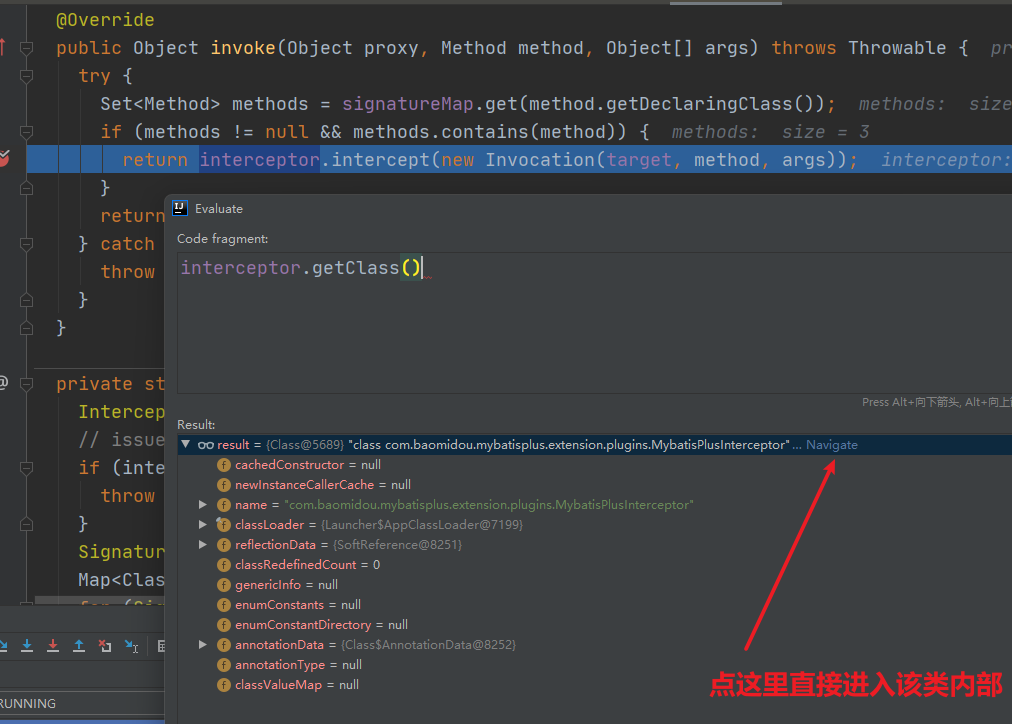 @Override
public Object invoke(Object proxy, Method method, Object[] args) throws Throwable {
try {
Set<Method> methods = signatureMap.get(method.getDeclaringClass()); methods: size
if (methods != null && methods.contains(method)) { methods: size = 3
return interceptor.intercept(new Invocation(target, method, args)); interceptor:
}
return
} catch
throw
}
}
private st
Intercep
// issue
if (inte
throw
}
Signatur
Map<Clas
IJ Evaluate
Code fragment:
interceptor.getClass()
Press Alt+向下箭头, Alt+向上
Result:
result = {Class@5689} "class com.baomidou.mybatisplus.extension.plugins.MybatisPlusInterceptor"... Navigate
f cachedConstructor = null
f newInstanceCallerCache = null
f name = "com.baomidou.mybatisplus.extension.plugins.MybatisPlusInterceptor"
f classLoader = {Launcher$AppClassLoader@7199}
f reflectionData = {SoftReference@8251}
f classRedefinedCount = 0
f genericInfo = null
f enumConstants = null
f enumConstantDirectory = null
f annotationData = {Class$AnnotationData@8252}
f annotationType = null
f classValueMap = null
点这里直接进入该类内部
RUNNING